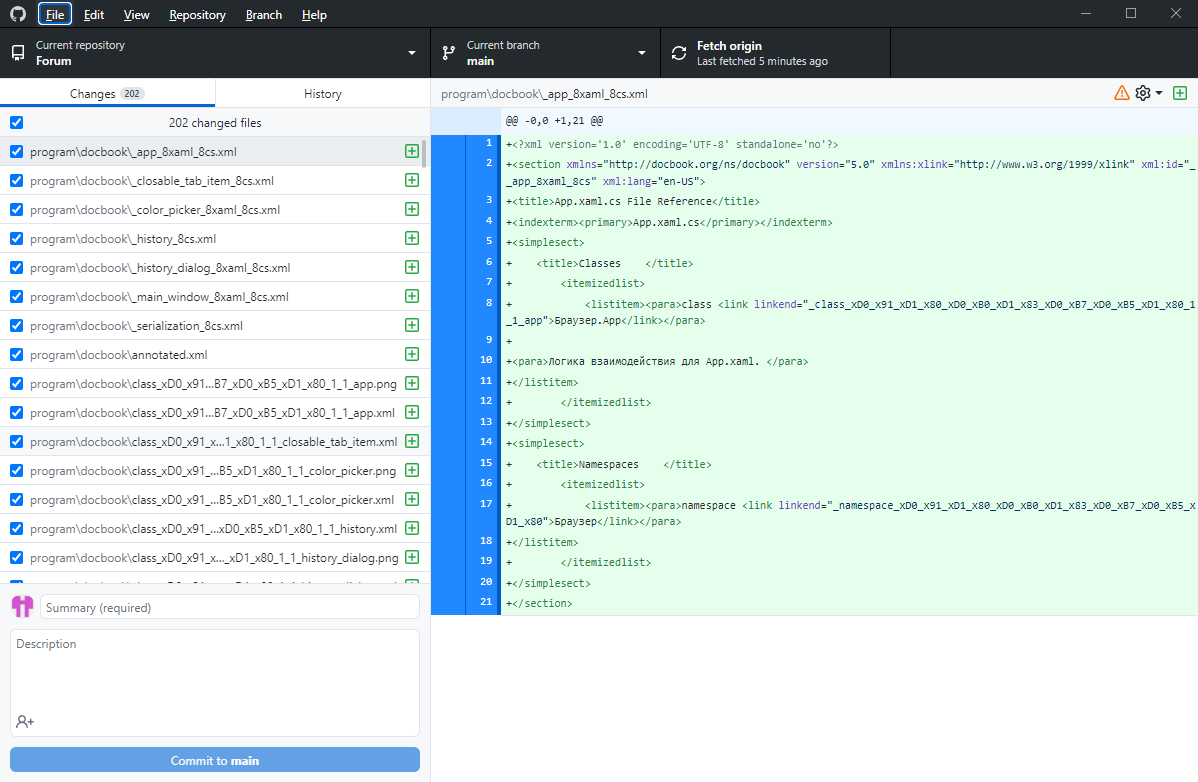 File Edit View Repository Branch Help
Current repository
Forum
Current branch
main
Fetch origin
Last fetched 5 minutes ago
Changes 202
History
program\docbook\_app_8xaml_8cs.xml
202 changed files
program\docbook\_app_8xaml_8cs.xml
program\docbook\_closable_tab_item_8cs.xml
program\docbook\_color_picker_8xaml_8cs.xml
program\docbook\_history_8cs.xml
program\docbook\_history_dialog_8xaml_8cs.xml
program\docbook\_main_window_8xaml_8cs.xml
program\docbook\_serialization_8cs.xml
program\docbook\annotated.xml
program\docbook\class_xD0_x91...B7_xD0_xB5_xD1_x80_1_1_app.png
program\docbook\class_xD0_x91...B7_xD0_xB5_xD1_x80_1_1_app.xml
program\docbook\class_xD0_x91_x...1_x80_1_1_closable_tab_item.xml
program\docbook\class_xD0_x91_...B5_xD1_x80_1_1_color_picker.png
program\docbook\class_xD0_x91_...B5_xD1_x80_1_1_color_picker.xml
program\docbook\class_xD0_x91_...xD0_xB5_xD1_x80_1_1_history.xml
program\docbook\class_xD0_x91_x..._xD1_x80_1_1_history_dialog.png
Summary (required)
Description
Commit to main
@@ -0,0 +1,21 @@
1 +<?xml version='1.0' encoding='UTF-8' standalone='no'?>
2 +<section xmlns="http://docbook.org/ns/docbook" version="5.0" xmlns:xlink="http://www.w3.org/1999/xlink" xml:id="_
_app_8xaml_8cs" xml:lang="en-US">
3 +<title>App.xaml.cs File Reference</title>
4 +<indexterm><primary>App.xaml.cs</primary></indexterm>
5 +<simplesect>
6 +    <title>Classes    </title>
7 +        <itemizedlist>
8 +            <listitem><para>class <link linkend="_class_xD0_x91_xD1_x80_xD0_xB0_xD1_x83_xD0_xB7_xD0_xB5_xD1_x80_1
_1_app">Браузер.App</link></para>
9 +
10 +<para>Логика взаимодействия для App.xaml. </para>
11 +</listitem>
12 +        </itemizedlist>
13 +</simplesect>
14 +<simplesect>
15 +    <title>Namespaces    </title>
16 +        <itemizedlist>
17 +            <listitem><para>namespace <link linkend="_namespace_xD0_x91_xD1_x80_xD0_xB0_xD1_x83_xD0_xB7_xD0_xB5_x
D1_x80">Браузер</link></para>
18 +</listitem>
19 +        </itemizedlist>
20 +</simplesect>
21 +</section>